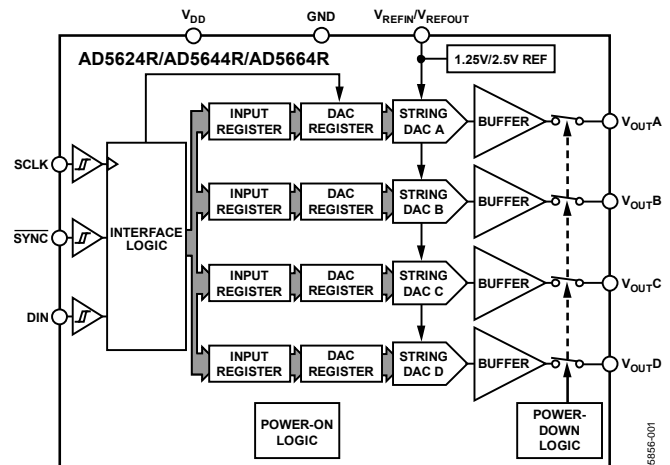 VDD
GND
VREFIN/VREFOUT
AD5624R/AD5644R/AD5664R
1.25V/2.5V REF
INPUT
REGISTER
DAC
REGISTER
STRING
DAC A
BUFFER
VOUTA
SCLK
INPUT
REGISTER
DAC
REGISTER
STRING
DAC B
BUFFER
VOUTB
SYNC
INTERFACE
LOGIC
INPUT
REGISTER
DAC
REGISTER
STRING
DAC C
BUFFER
VOUTC
DIN
INPUT
REGISTER
DAC
REGISTER
STRING
DAC D
BUFFER
VOUTD
POWER-ON
LOGIC
POWER-
DOWN
LOGIC
5856-001